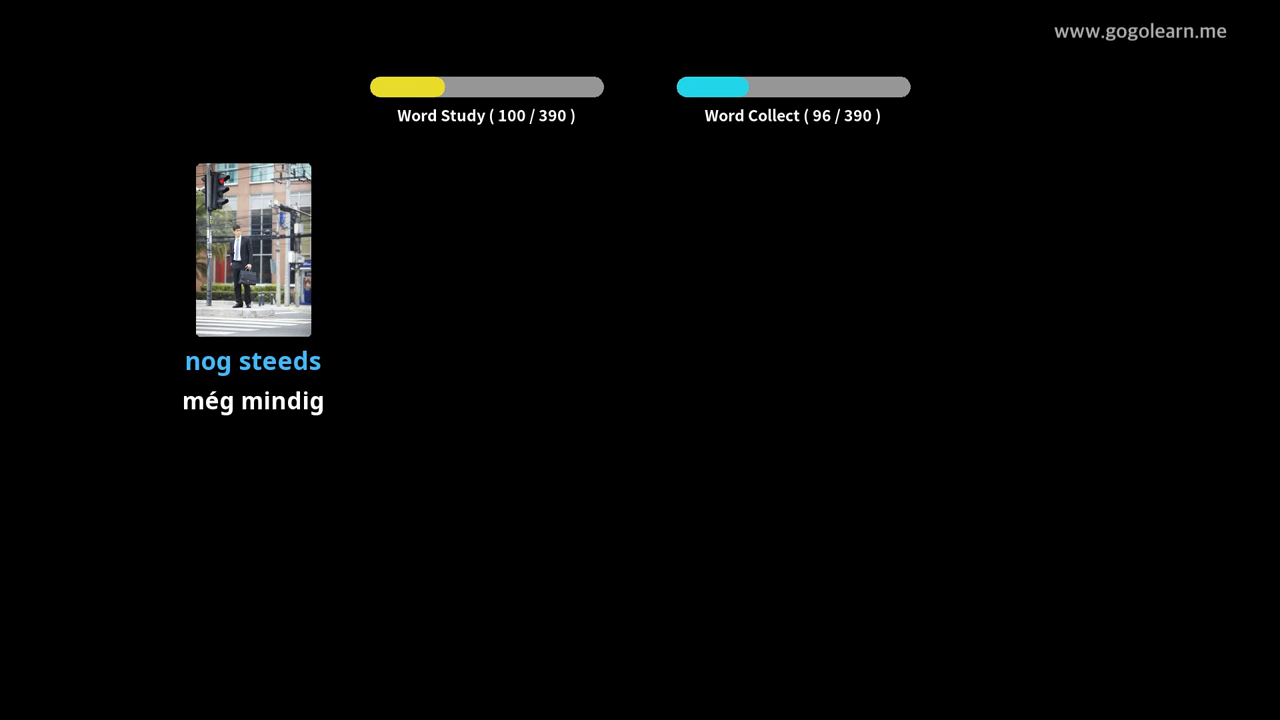 www.gogolearn.me
Word Study ( 100 / 390 )
Word Collect ( 96 / 390 )
nog steeds
még mindig